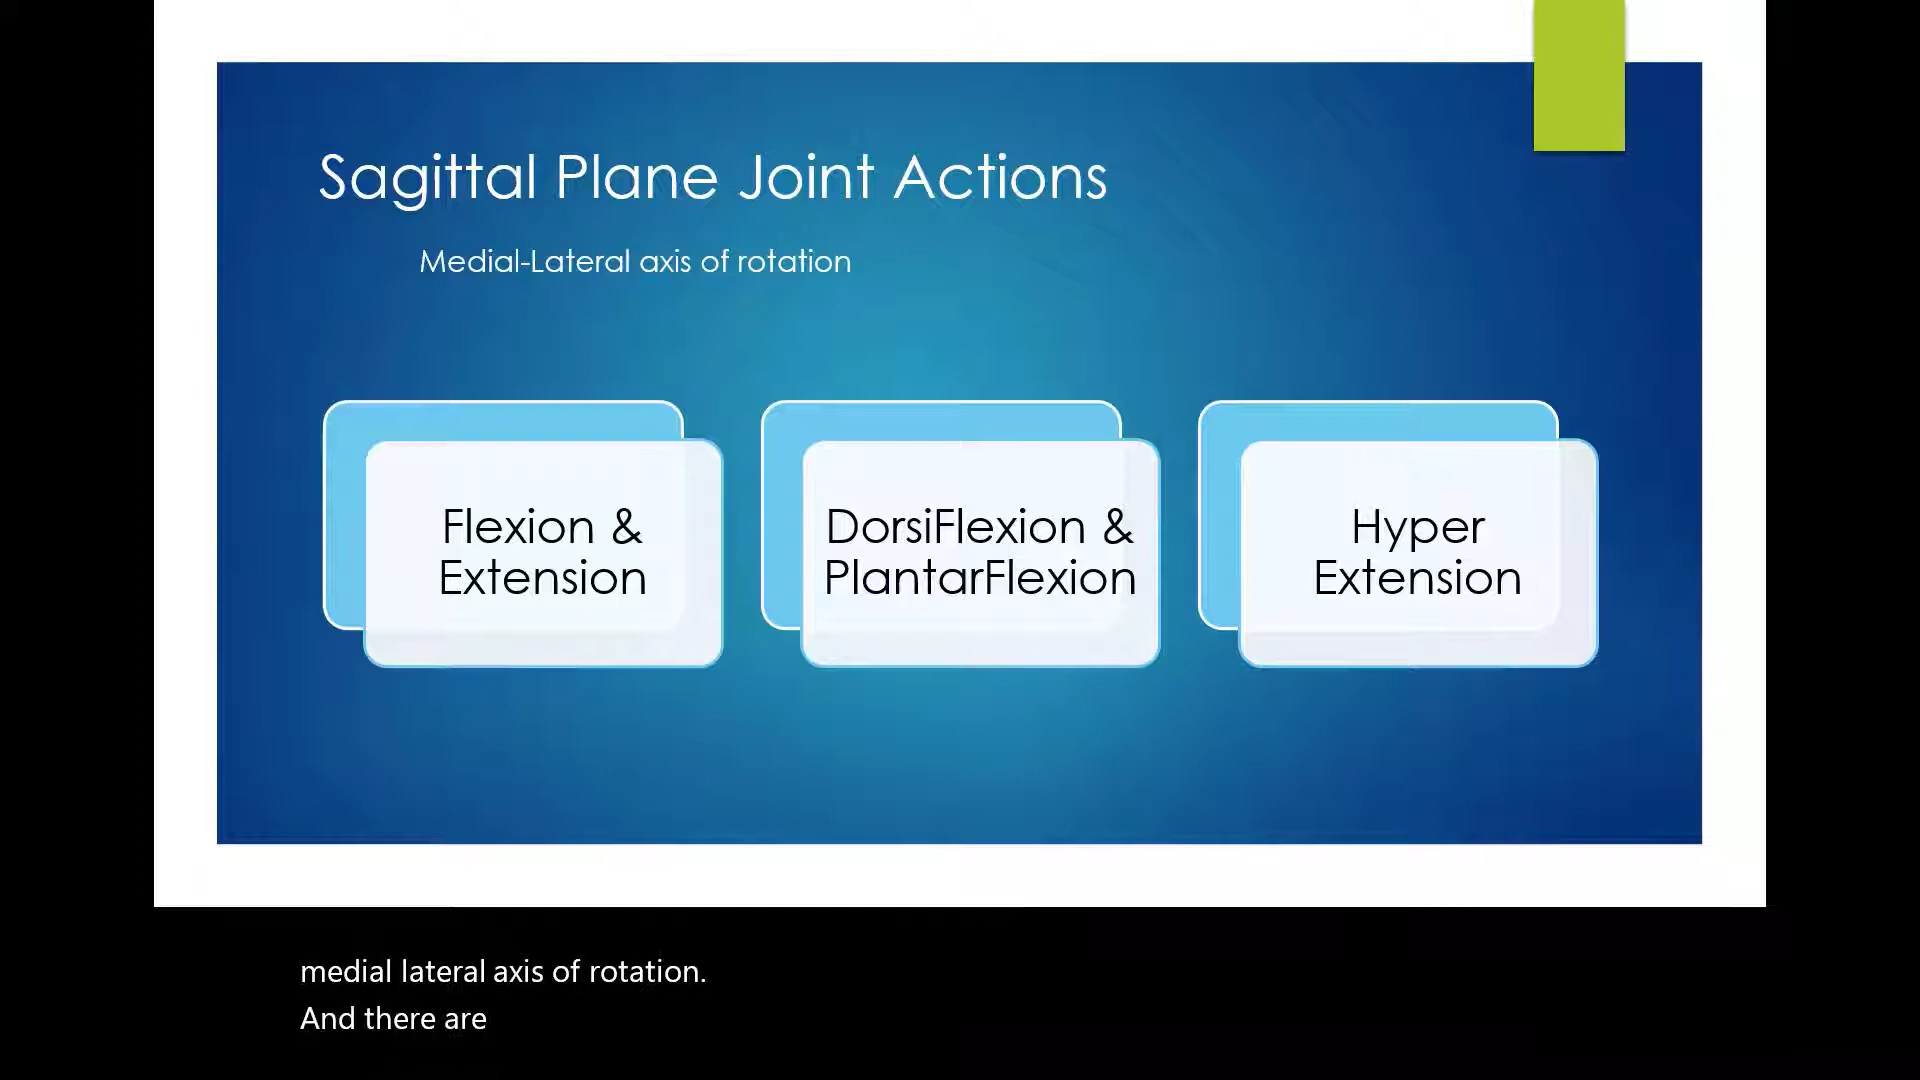 Sagittal Plane Joint Actions
Medial-Lateral axis of rotation
Flexion &
Extension
DorsiFlexion &
PlantarFlexion
Hyper
Extension
medial lateral axis of rotation.
And there are